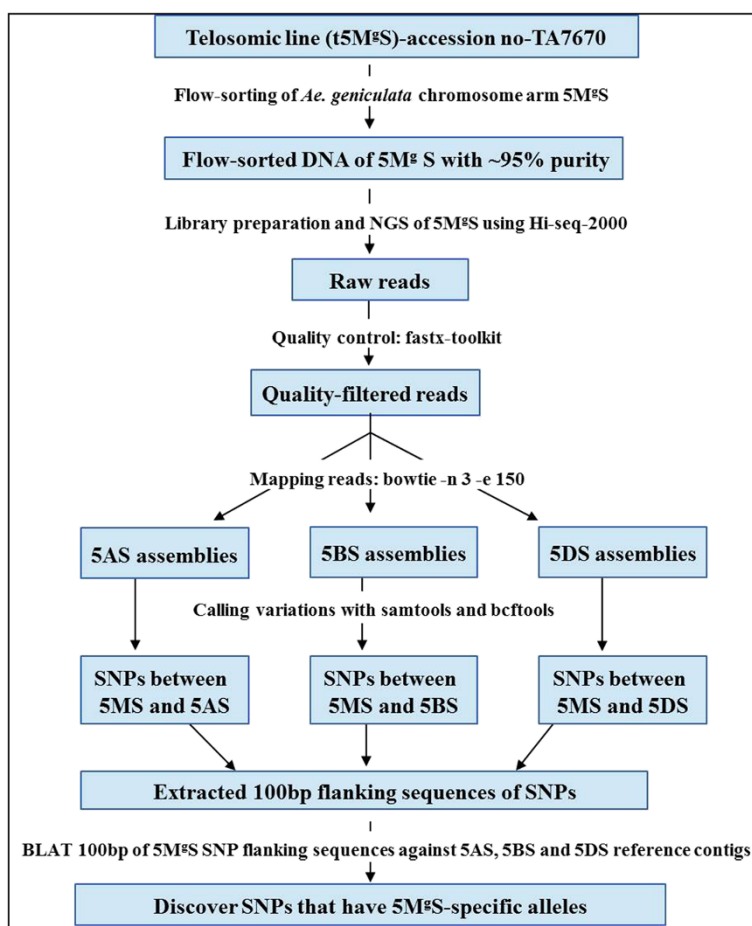 Telosomic line (t5MᵍS)-accession no-TA7670
Flow-sorting of Ae. geniculata chromosome arm 5MᵍS
Flow-sorted DNA of 5Mᵍ S with ~95% purity
Library preparation and NGS of 5MᵍS using Hi-seq-2000
Raw reads
Quality control: fastx-toolkit
Quality-filtered reads
Mapping reads: bowtie -n 3 -e 150
5AS assemblies
5BS assemblies
5DS assemblies
Calling variations with samtools and bcftools
SNPs between
5MS and 5AS
SNPs between
5MS and 5BS
SNPs between
5MS and 5DS
Extracted 100bp flanking sequences of SNPs
BLAT 100bp of 5MᵍS SNP flanking sequences against 5AS, 5BS and 5DS reference contigs
Discover SNPs that have 5MᵍS-specific alleles